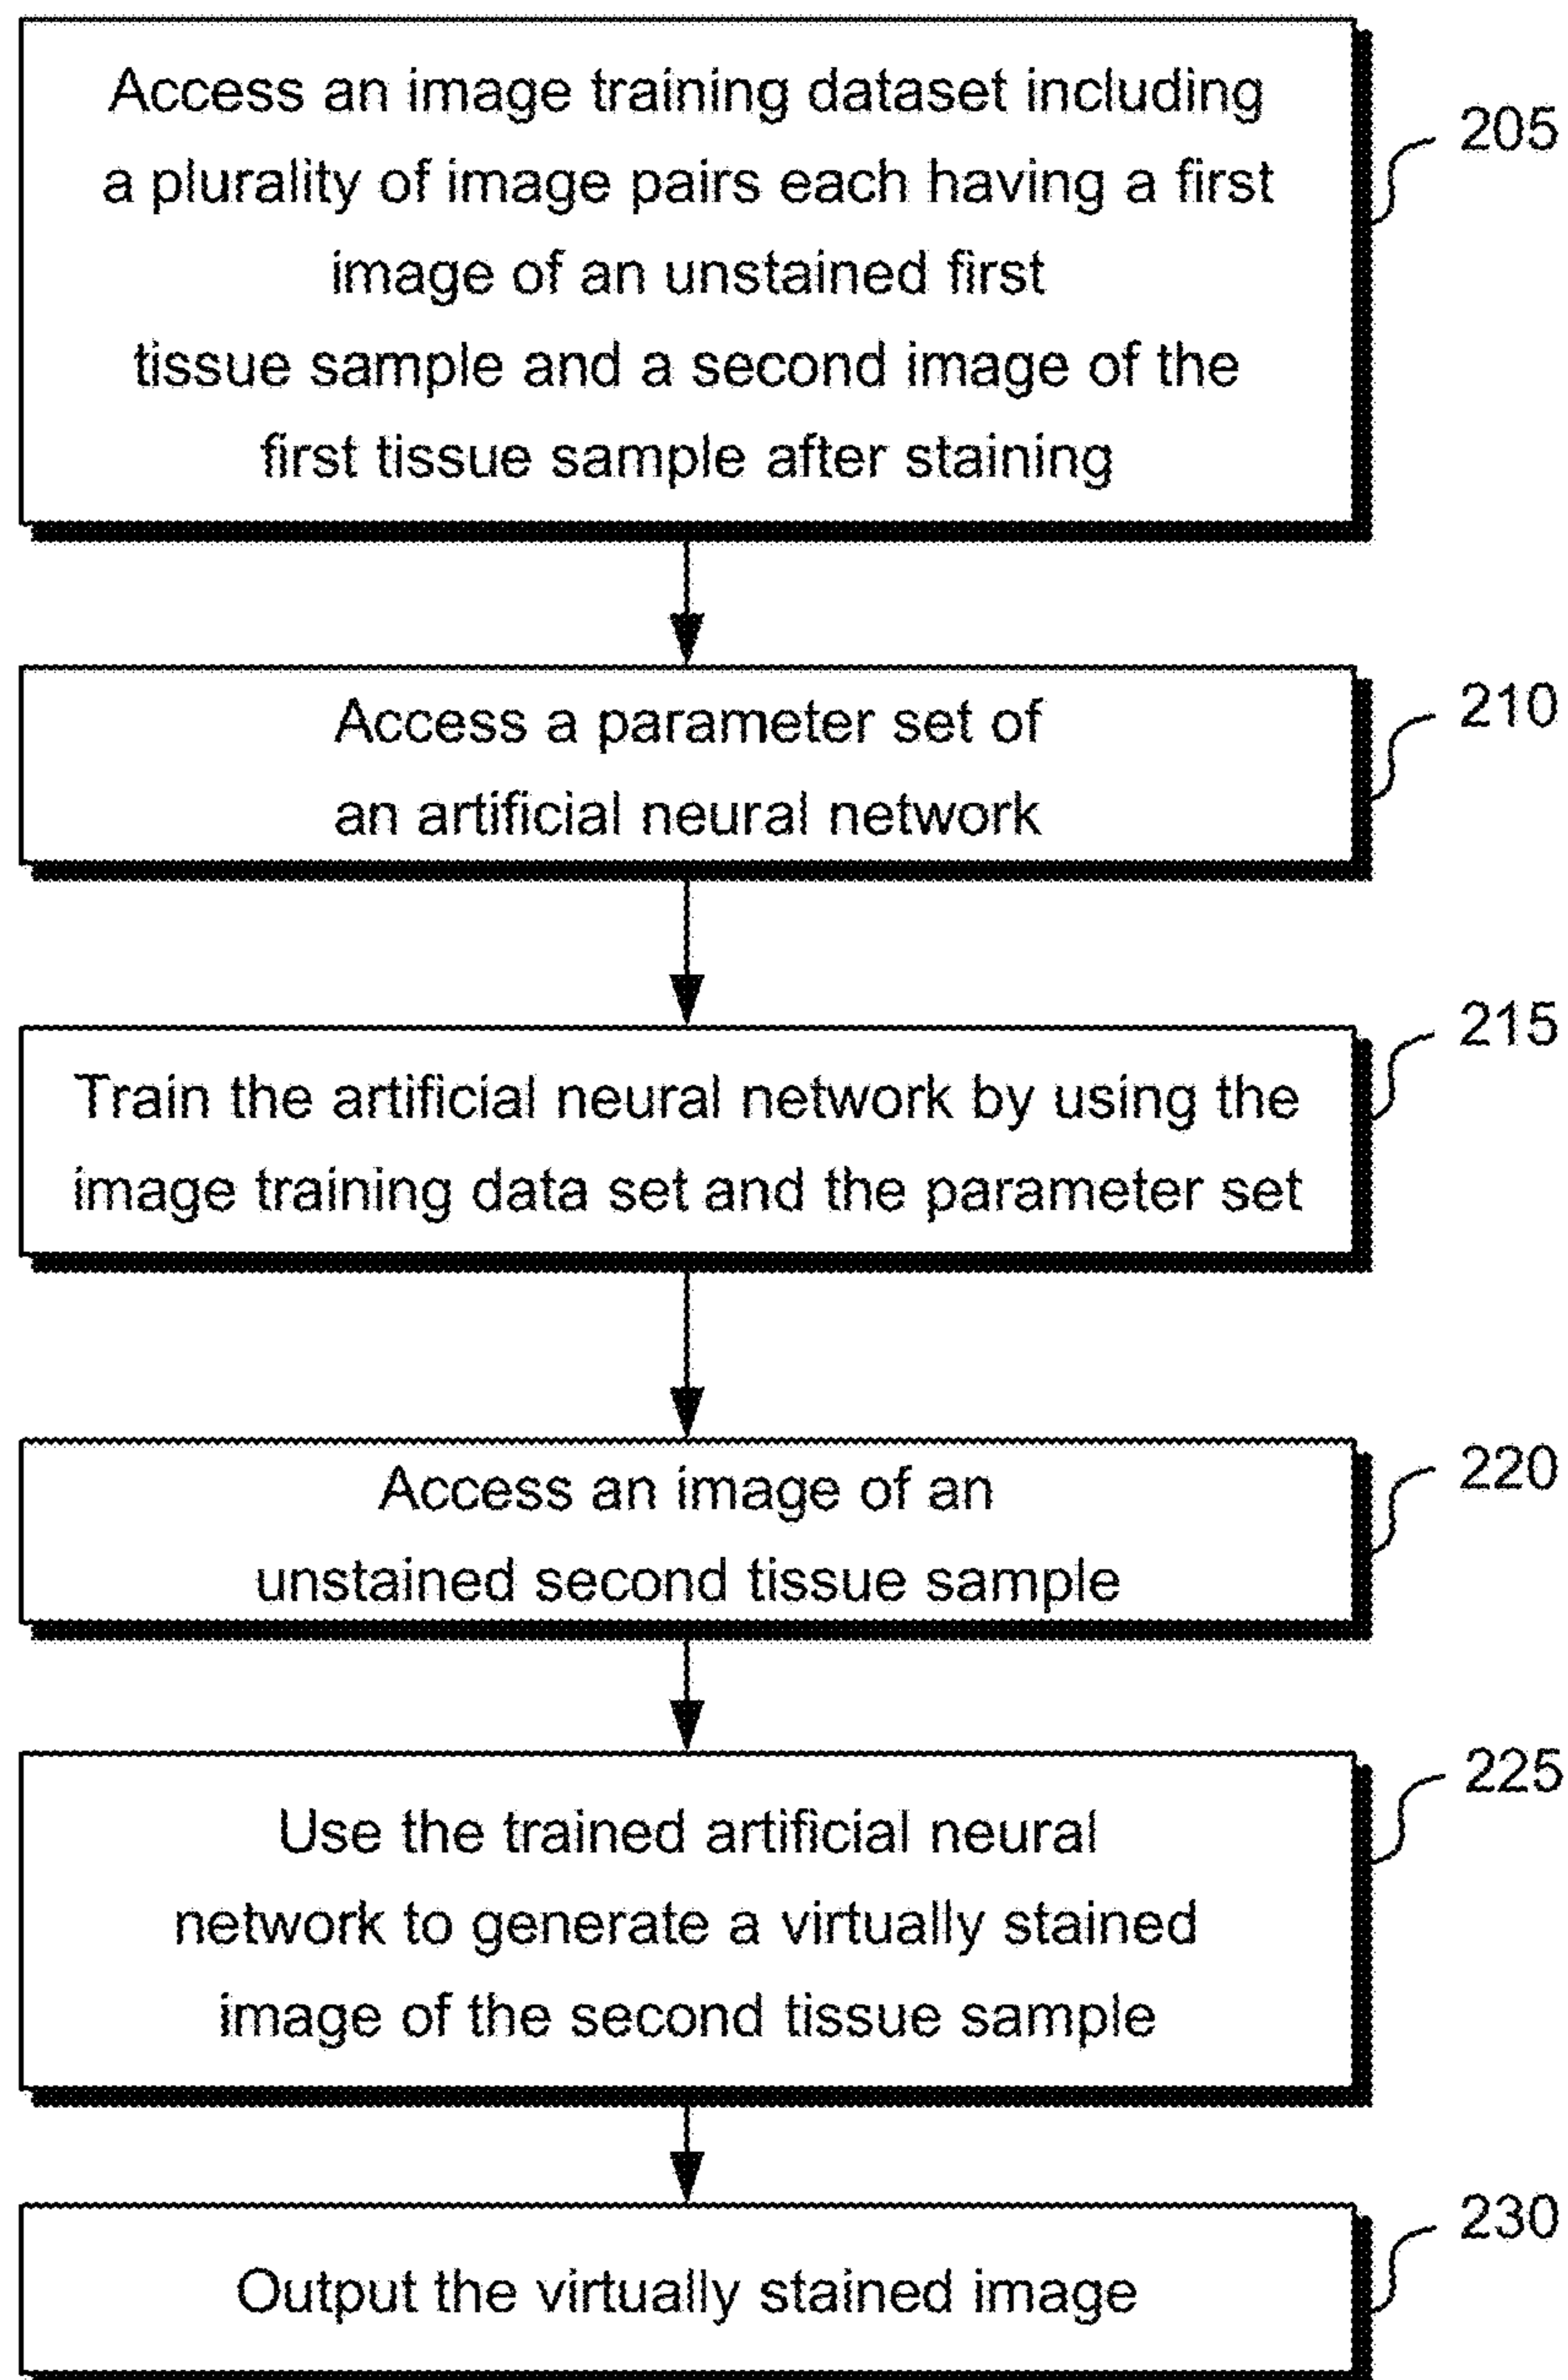 Access an image training dataset including
a plurality of image pairs each having a first
image of an unstained first
tissue sample and a second image of the
first tissue sample after staining
205
Access a parameter set of
an artificial neural network
210
Train the artificial neural network by using the
image training data set and the parameter set
215
Access an image of an
unstained second tissue sample
220
Use the trained artificial neural
network to generate a virtually stained
image of the second tissue sample
225
Output the virtually stained image
230